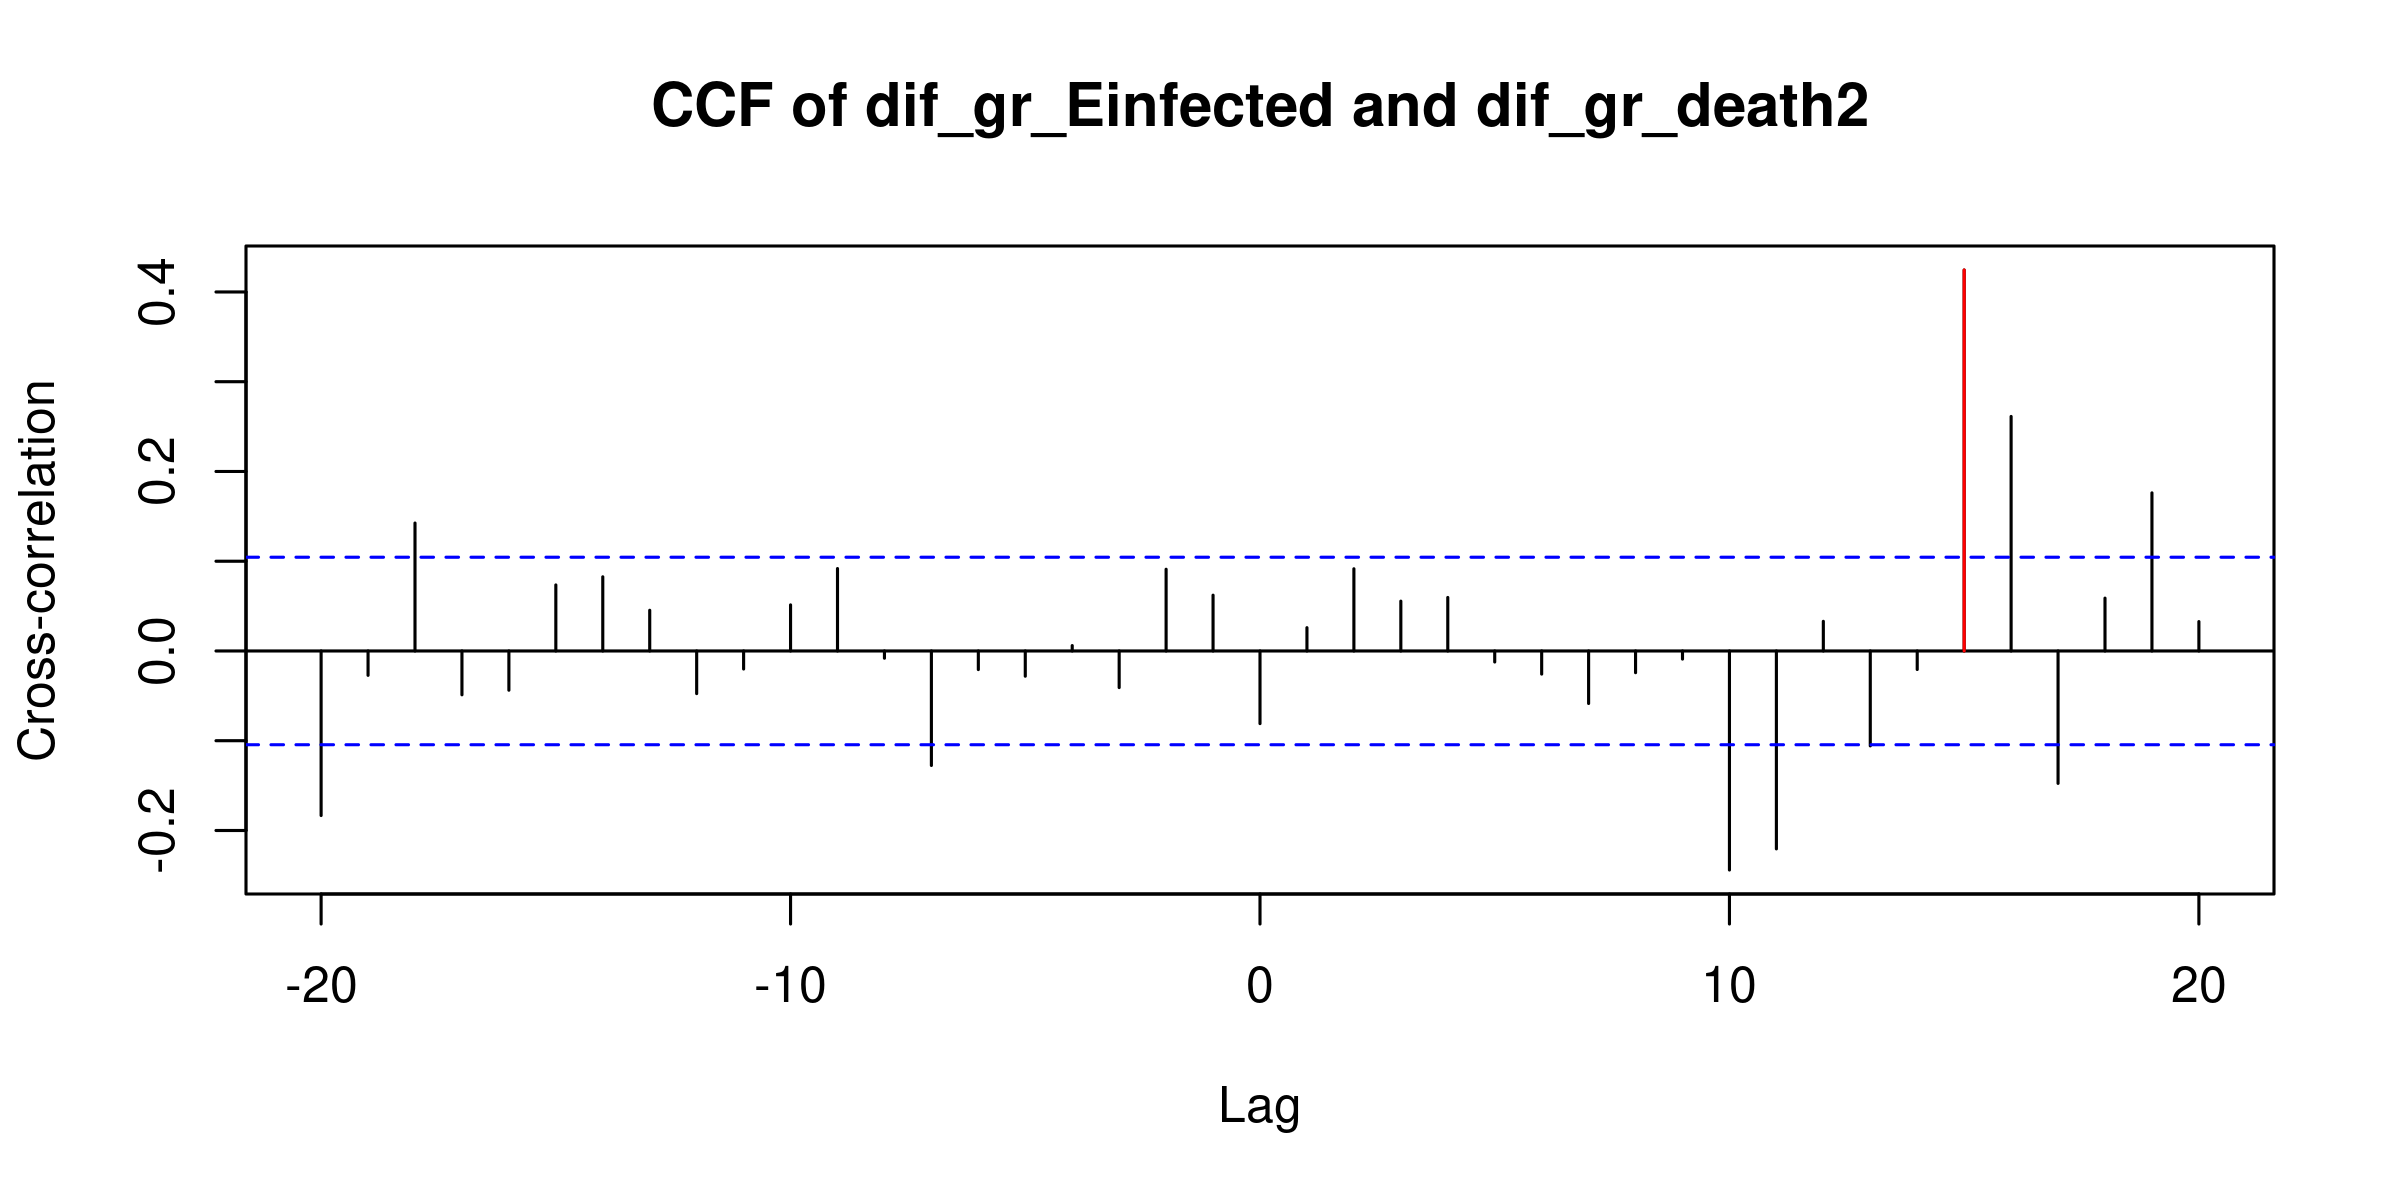 CCF of dif_gr_Einfected and dif_gr_death2
Cross-correlation
0.4
0.2
0.0
-0.2
-20 -10 0 10 20
Lag